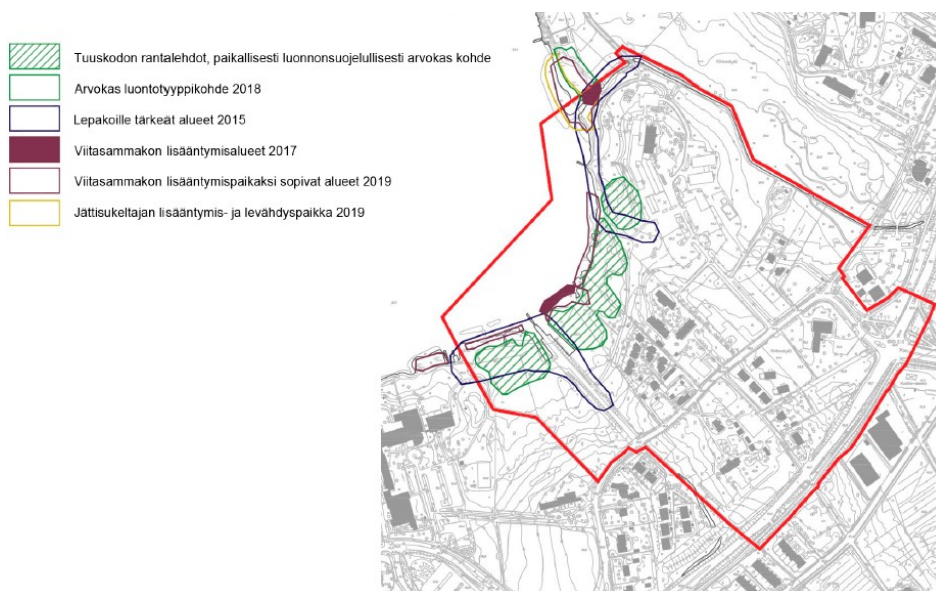 Tuuskodon rantalehdot, paikallisesti luonnonsuojelullisesti arvokas kohde
Arvokas luontotyyppikohde 2018
Lepakoille tärkeät alueet 2015
Viitasammakon lisääntymisalueet 2017
Viitasammakon lisääntymispaikaksi sopivat alueet 2019
Jättisukeltajan lisääntymis- ja levähdyspaikka 2019